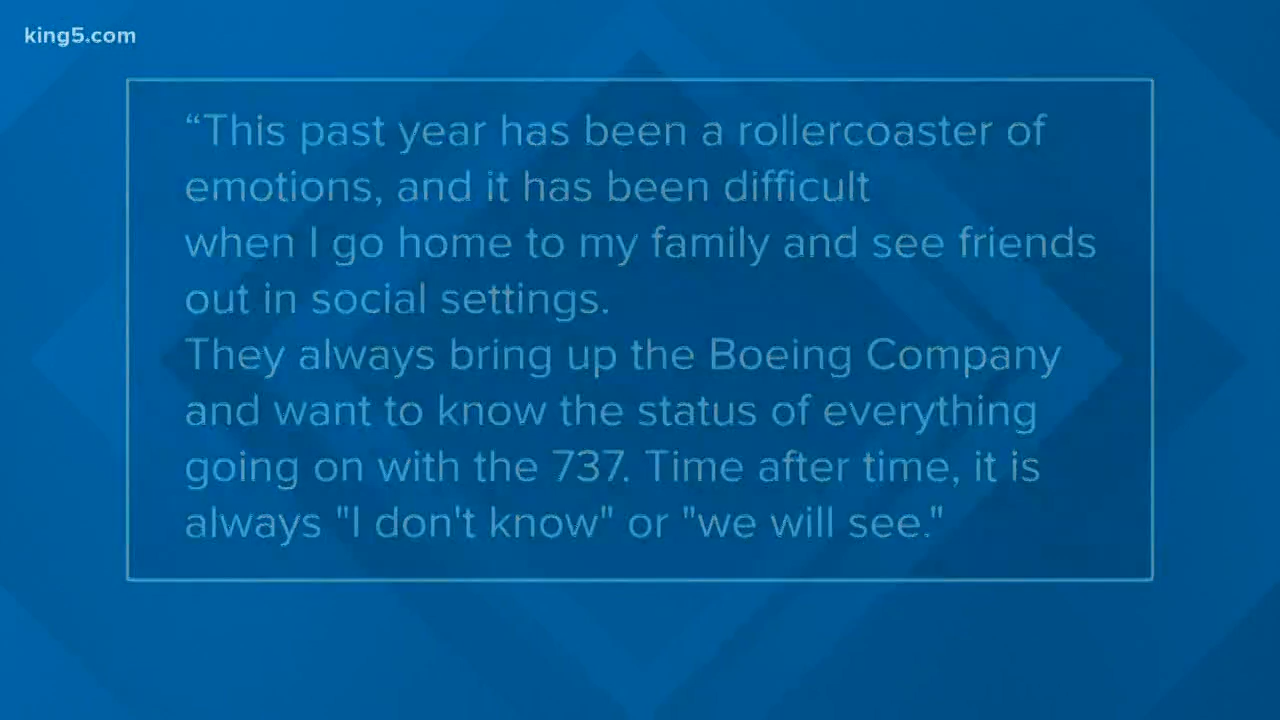 king5.com
“This past year has been a rollercoaster of
emotions, and it has been difficult
when I go home to my family and see friends
out in social settings.
They always bring up the Boeing Company
and want to know the status of everything
going on with the 737. Time after time, it is
always "I don't know" or "we will see."